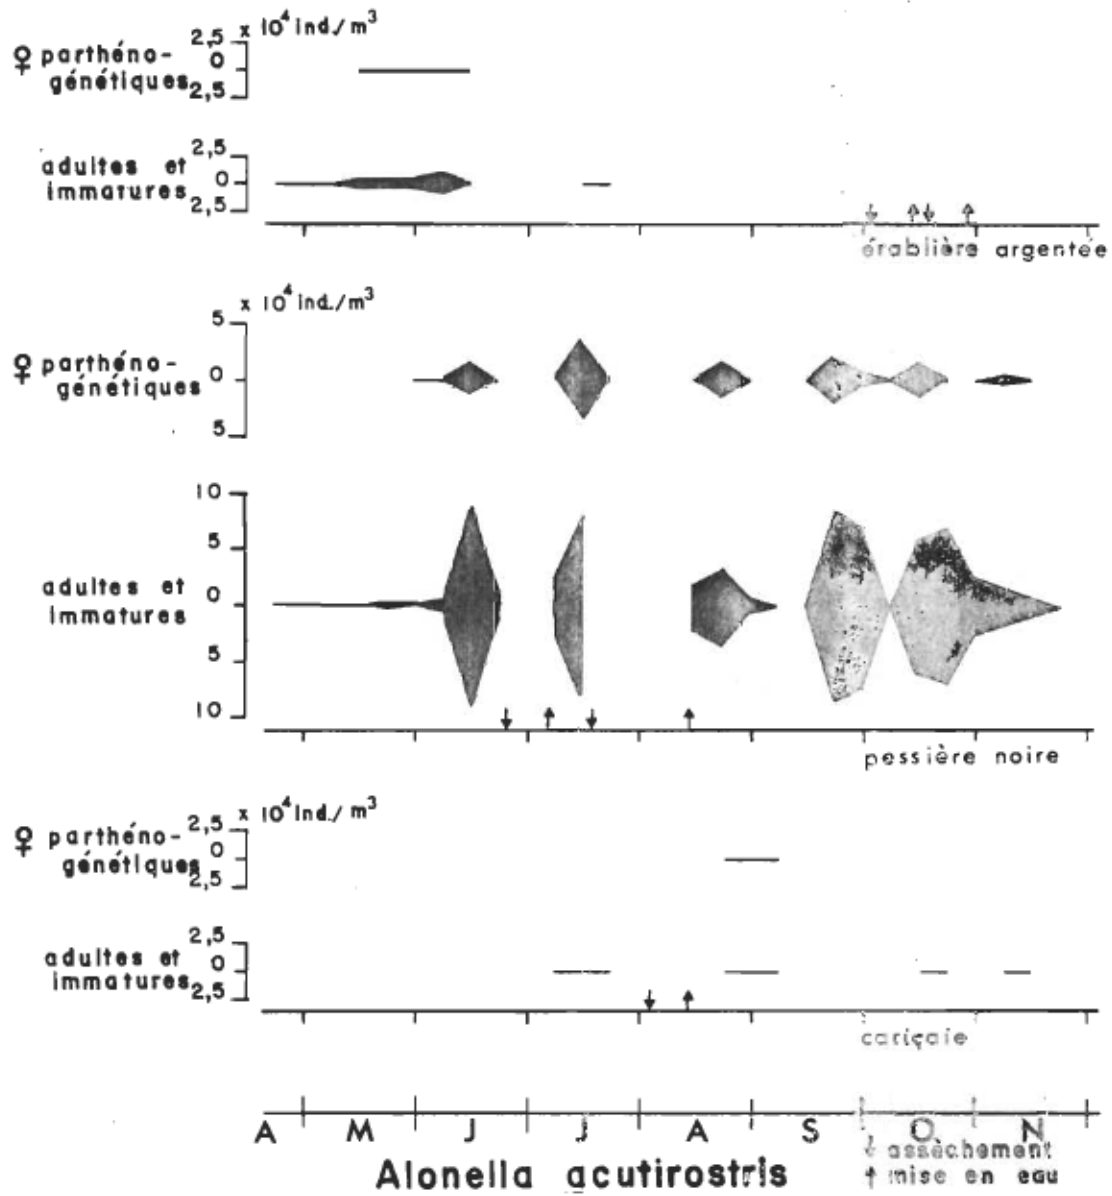 x 10⁴ ind./m³
♀ parthéno-
génétiques
2,5
0
2,5
adultes et
immatures
2,5
0
2,5
érablière argentée
x 10⁴ ind./m³
♀ parthéno-
génétiques
5
0
5
adultes et
immatures
10
5
0
5
10
pessière noire
x 10⁴ ind./m³
♀ parthéno-
génétiques
2,5
0
2,5
adultes et
immatures
2,5
0
2,5
cariçaie
A M J J A S O N
↓ assèchement
↑ mise en eau
Alonella acutirostris